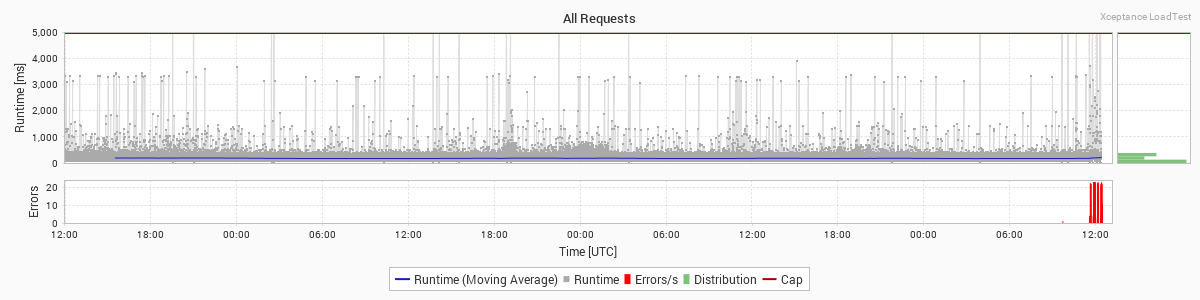 All Requests
Xceptance LoadTest
Runtime [ms]
5,000
4,000
3,000
2,000
1,000
0
Errors
20
10
0
12:00 18:00 00:00 06:00 12:00 18:00 00:00 06:00 12:00 18:00 00:00 06:00 12:00
Time [UTC]
Runtime (Moving Average) Runtime Errors/s Distribution Cap